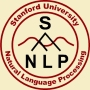 Stanford University
S
NLP
Natural Language Processing